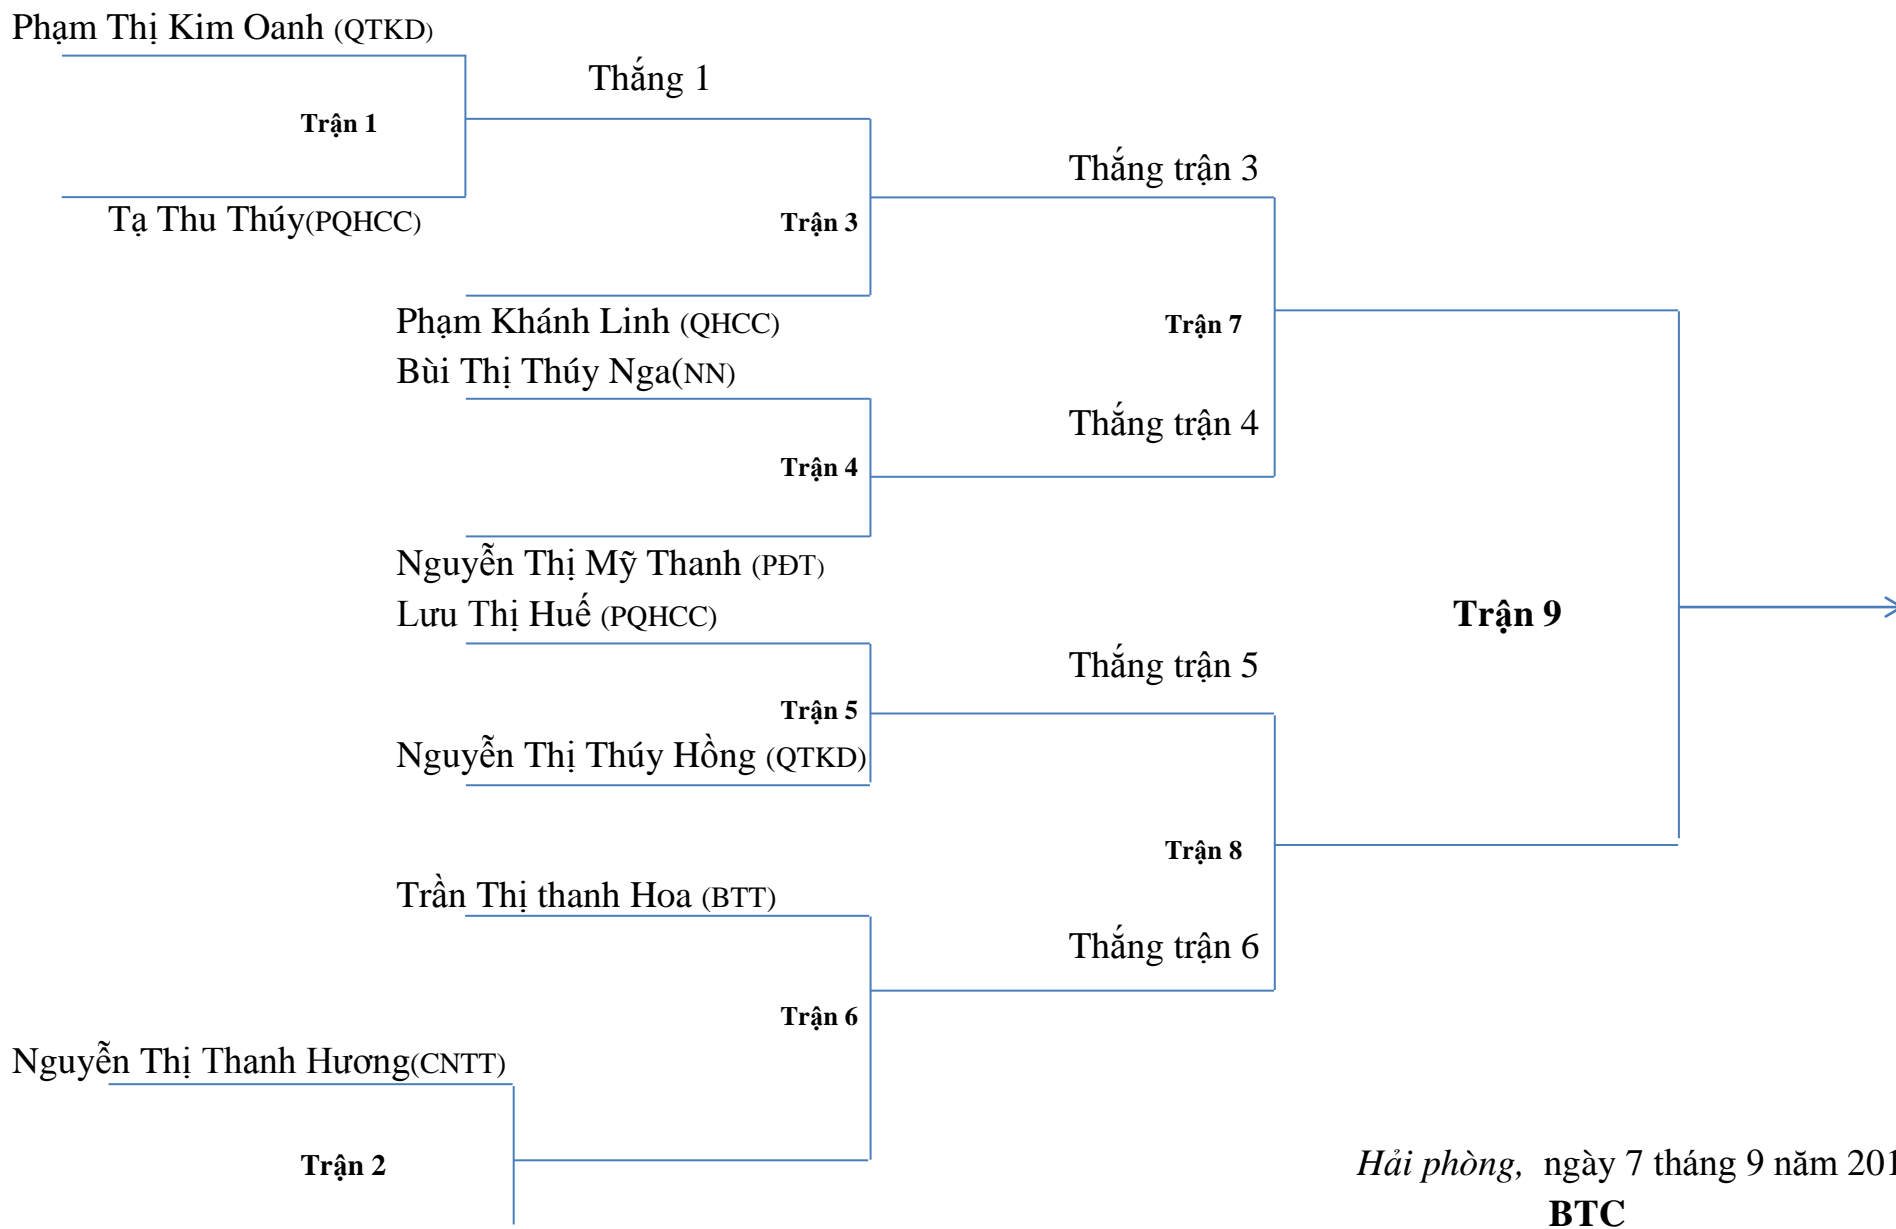 Phạm Thị Kim Oanh (QTKD)
Thắng 1
Trận 1
Thắng trận 3
Tạ Thu Thúy(PQHCC)
Trận 3
Phạm Khánh Linh (QHCC)
Trận 7
Bùi Thị Thúy Nga(NN)
Thắng trận 4
Trận 4
Nguyễn Thị Mỹ Thanh (PĐT)
Lưu Thị Huế (PQHCC)
Trận 9
Thắng trận 5
Trận 5
Nguyễn Thị Thúy Hồng (QTKD)
Trận 8
Trần Thị thanh Hoa (BTT)
Thắng trận 6
Trận 6
Nguyễn Thị Thanh Hương(CNTT)
Trận 2
Hải phòng, ngày 7 tháng 9 năm 201
BTC